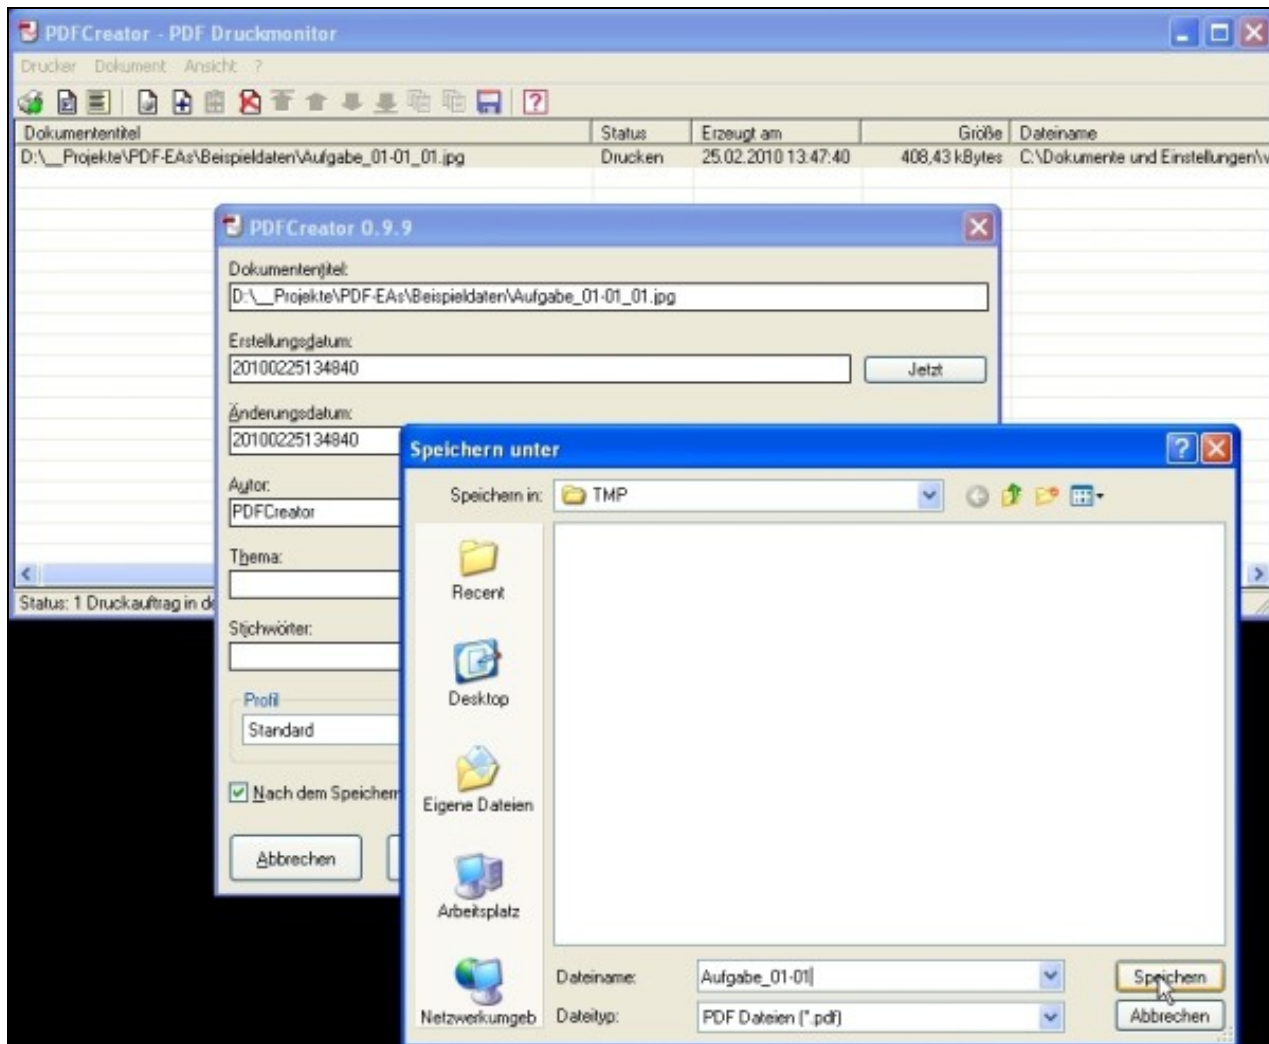 PDFCreator - PDF Druckmonitor
Drucker Dokument Ansicht ?
Dokumententitel Status Erzeugt am Größe Dateiname
D:\__Projekte\PDF-EAs\Beispieldaten\Aufgabe_01-01_01.jpg Drucken 25.02.2010 13:47:40 408,43 kBytes C:\Dokumente und Einstellungen\v
PDFCreator 0.9.9
Dokumententitel:
D:\__Projekte\PDF-EAs\Beispieldaten\Aufgabe_01-01_01.jpg
Erstellungsdatum:
20100225134840 Jetzt
Änderungsdatum:
20100225134840
Autor:
PDFCreator
Thema:
Stichwörter:
Profil
Standard
Nach dem Speichern
Abbrechen
Status: 1 Druckauftrag in de
Speichern unter
Speichern in: TMP
Recent
Desktop
Eigene Dateien
Arbeitsplatz
Netzwerkumgeb
Dateiname: Aufgabe_01-01 Speichern
Dateityp: PDF Dateien (*.pdf) Abbrechen